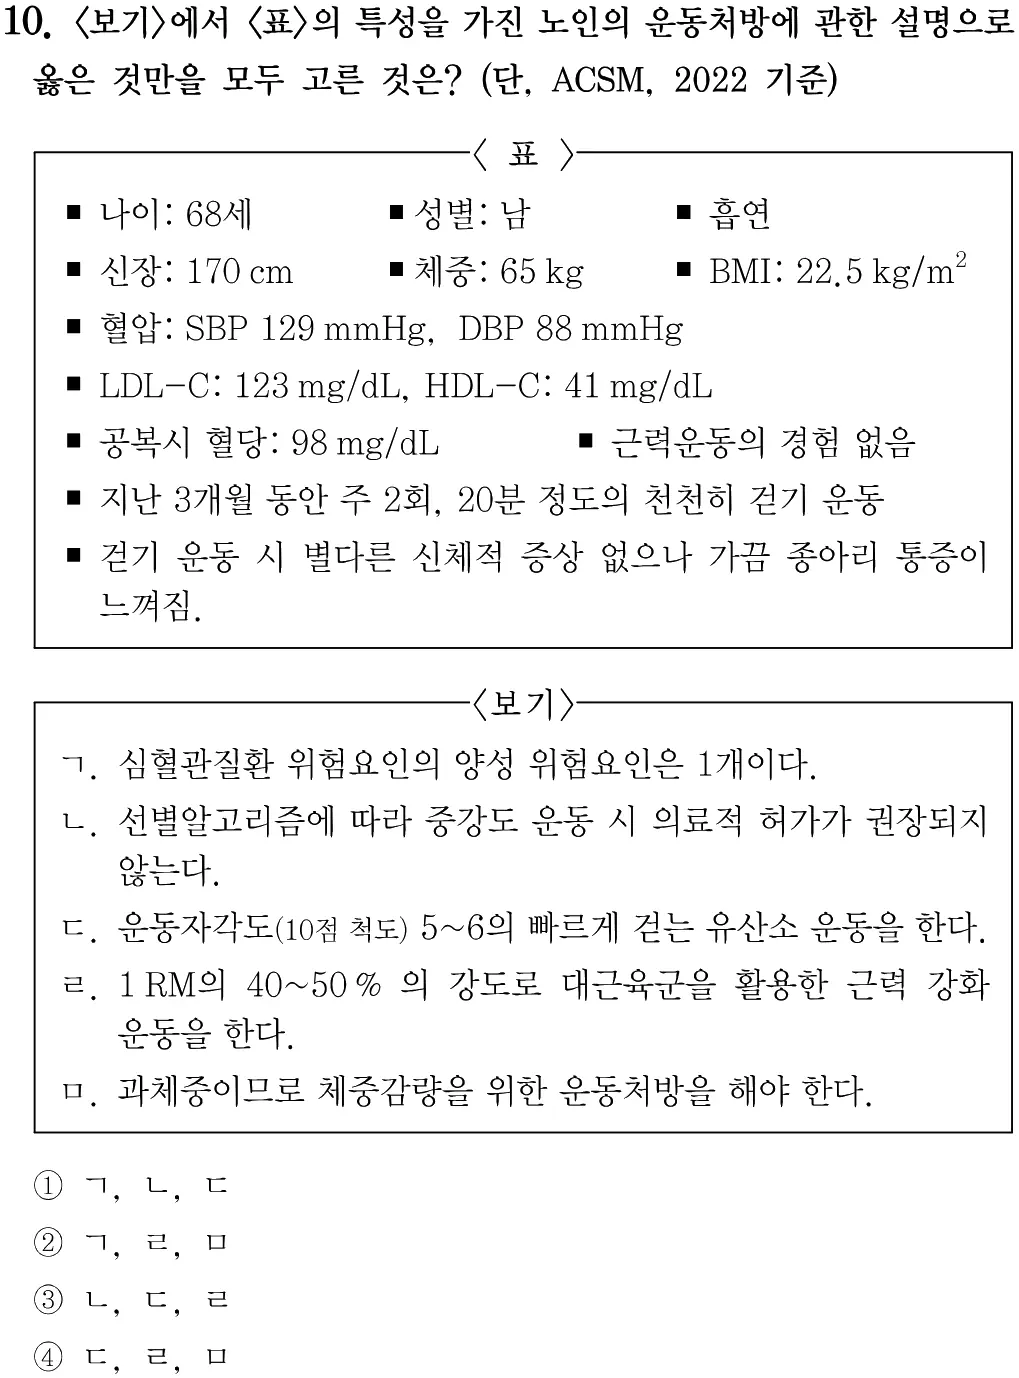 10. <보기>에서 <표>의 특성을 가진 노인의 운동처방에 관한 설명으로
옳은 것만을 모두 고른 것은? (단, ACSM, 2022 기준)
< 표 >
■ 나이: 68세 ■ 성별: 남 ■ 흡연
■ 신장: 170 cm ■ 체중: 65 kg ■ BMI: 22.5 kg/m²
■ 혈압: SBP 129 mmHg, DBP 88 mmHg
■ LDL-C: 123 mg/dL, HDL-C: 41 mg/dL
■ 공복시 혈당: 98 mg/dL ■ 근력운동의 경험 없음
■ 지난 3개월 동안 주 2회, 20분 정도의 천천히 걷기 운동
■ 걷기 운동 시 별다른 신체적 증상 없으나 가끔 종아리 통증이
느껴짐.
<보기>
ㄱ. 심혈관질환 위험요인의 양성 위험요인은 1개이다.
ㄴ. 선별알고리즘에 따라 중강도 운동 시 의료적 허가가 권장되지
않는다.
ㄷ. 운동자각도(10점 척도) 5~6의 빠르게 걷는 유산소 운동을 한다.
ㄹ. 1 RM의 40~50 % 의 강도로 대근육군을 활용한 근력 강화
운동을 한다.
ㅁ. 과체중이므로 체중감량을 위한 운동처방을 해야 한다.
① ㄱ, ㄴ, ㄷ
② ㄱ, ㄹ, ㅁ
③ ㄴ, ㄷ, ㄹ
④ ㄷ, ㄹ, ㅁ